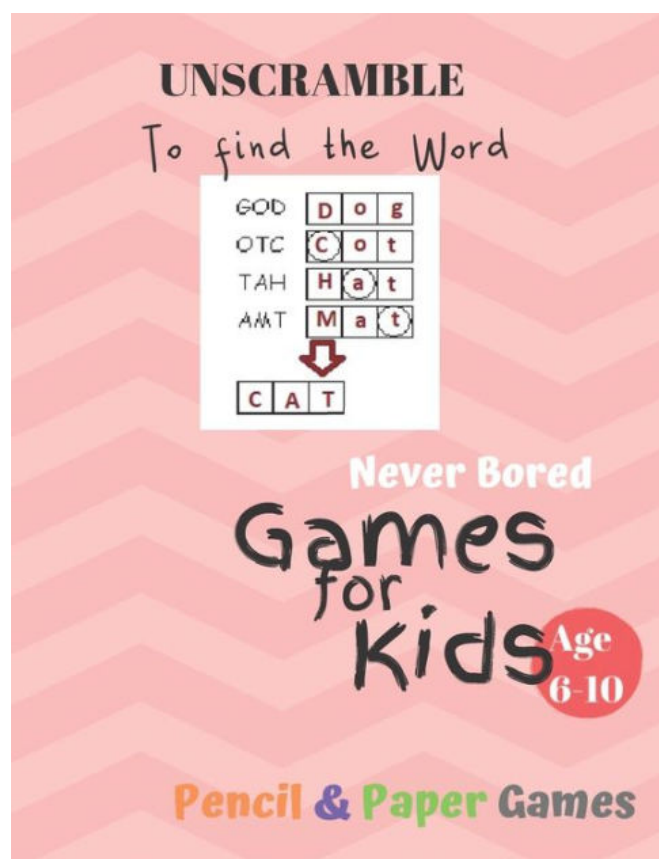 UNSCRAMBLE
To find the Word
GOD Dog
OTC Cot
TAH Hat
AMT Mat
CAT
Never Bored
Games
for
Kids
Age
6-10
Pencil & Paper Games